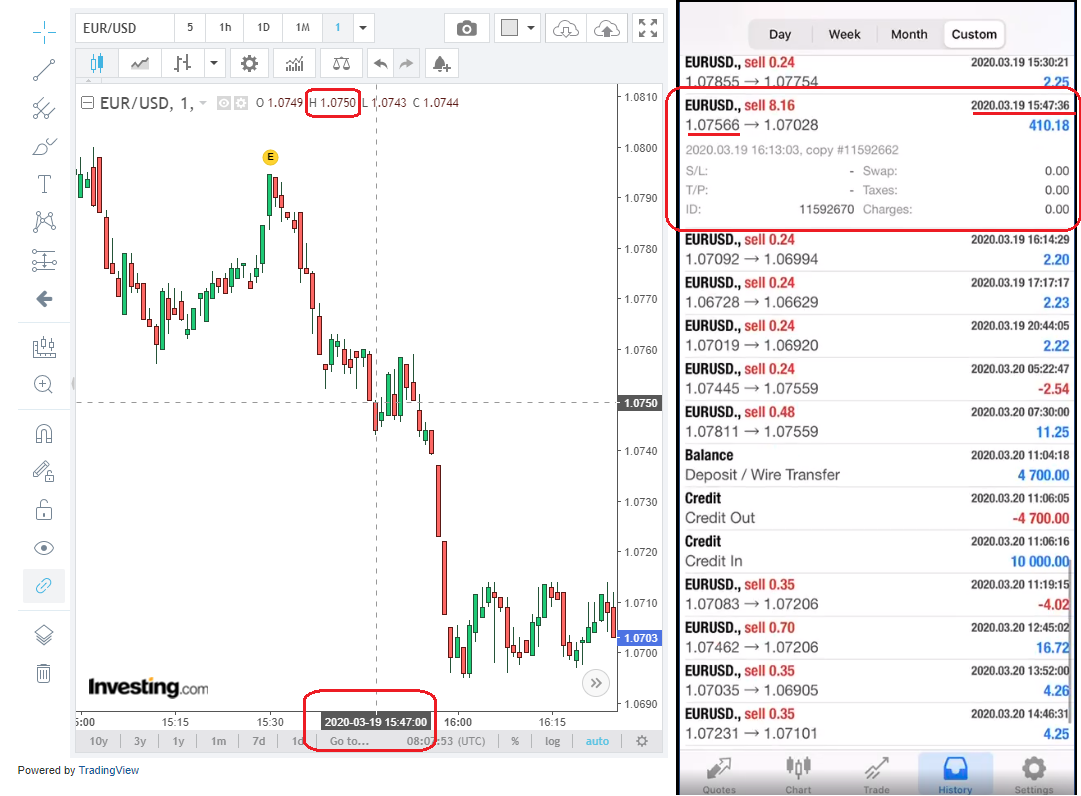 EUR/USD 5 1h 1D 1M 1
EUR/USD, 1, O 1.0749 H 1.0750 L 1.0743 C 1.0744
E
1.0810
1.0800
1.0790
1.0780
1.0770
1.0760
1.0750
1.0740
1.0730
1.0720
1.0710
1.0703
1.0700
1.0690
Investing.com
5:00 15:15 15:30 2020-03-19 15:47:00 16:00 16:15
10y 3y 1y 1m 7d 1d Go to... (UTC) % log auto
Powered by TradingView
Day Week Month Custom
EURUSD., sell 0.24 2020.03.19 15:30:21
1.07855 → 1.07754 2.25
EURUSD., sell 8.16 2020.03.19 15:47:36
1.07566 → 1.07028 410.18
2020.03.19 16:13:03, copy #11592662
S/L: - Swap: 0.00
T/P: - Taxes: 0.00
ID: 11592670 Charges: 0.00
EURUSD., sell 0.24 2020.03.19 16:14:29
1.07092 → 1.06994 2.20
EURUSD., sell 0.24 2020.03.19 17:17:17
1.06728 → 1.06629 2.23
EURUSD., sell 0.24 2020.03.19 20:44:05
1.07019 → 1.06920 2.22
EURUSD., sell 0.24 2020.03.20 05:22:47
1.07445 → 1.07559 -2.54
EURUSD., sell 0.48 2020.03.20 07:30:00
1.07811 → 1.07559 11.25
Balance 2020.03.20 11:04:18
Deposit / Wire Transfer 4 700.00
Credit 2020.03.20 11:06:05
Credit Out -4 700.00
Credit 2020.03.20 11:06:16
Credit In 10 000.00
EURUSD., sell 0.35 2020.03.20 11:19:15
1.07083 → 1.07206 -4.02
EURUSD., sell 0.70 2020.03.20 12:45:02
1.07462 → 1.07206 16.72
EURUSD., sell 0.35 2020.03.20 13:52:00
1.07035 → 1.06905 4.26
EURUSD., sell 0.35 2020.03.20 14:46:31
1.07231 → 1.07101 4.25
Quotes Chart Trade History Settings